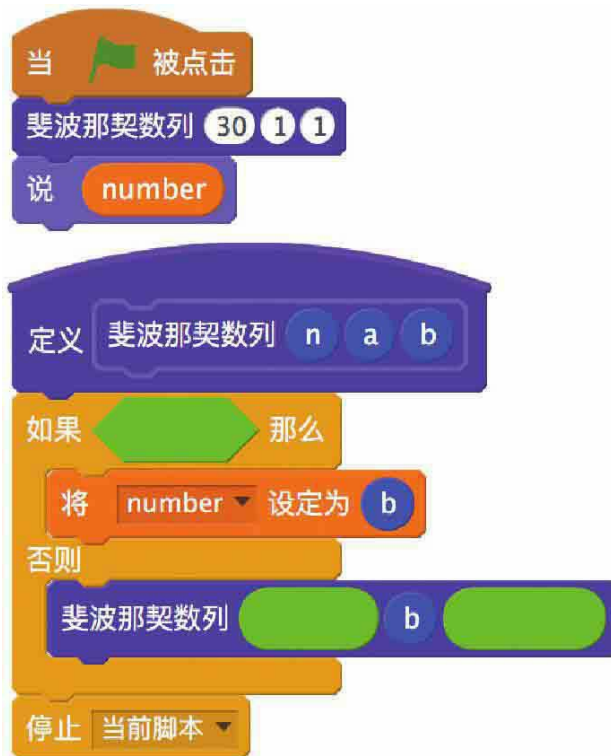 当 被点击
斐波那契数列 30 1 1
说 number
定义 斐波那契数列 n a b
如果 那么
将 number 设定为 b
否则
斐波那契数列 b
停止 当前脚本